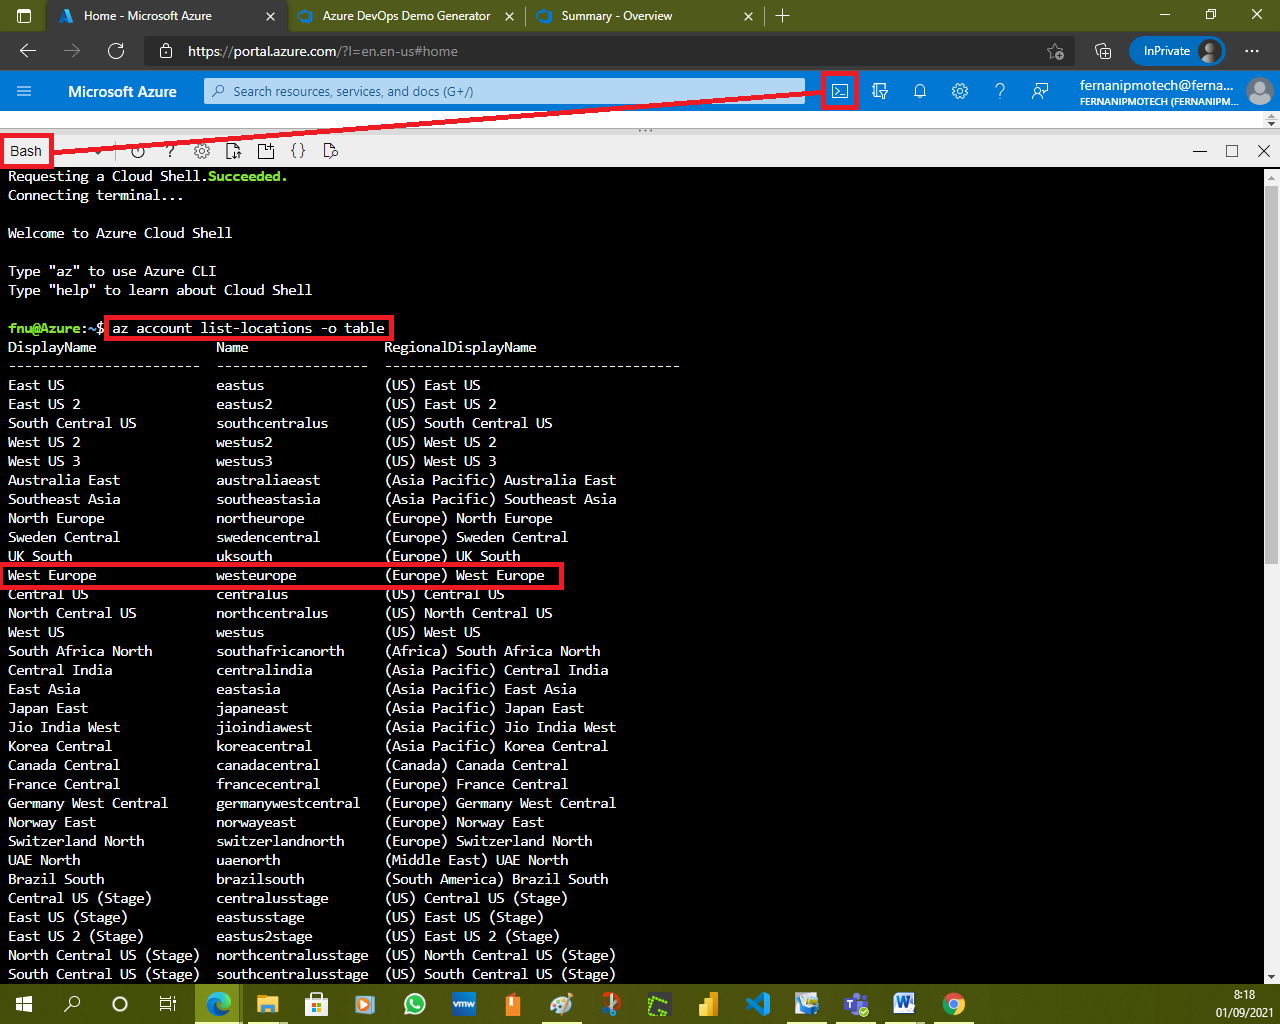 Home - Microsoft Azure
Azure DevOps Demo Generator
Summary - Overview
https://portal.azure.com/?l=en.en-us#home
InPrivate
Microsoft Azure
Search resources, services, and docs (G+/)
fernanipmotech@ferna...
FERNANIPMOTECH (FERNANIPM...
Bash
Requesting a Cloud Shell.Succeeded.
Connecting terminal...
Welcome to Azure Cloud Shell
Type "az" to use Azure CLI
Type "help" to learn about Cloud Shell
fnu@Azure:~$ az account list-locations -o table
DisplayName Name RegionalDisplayName
------------------------ ------------------- -------------------------------------
East US eastus (US) East US
East US 2 eastus2 (US) East US 2
South Central US southcentralus (US) South Central US
West US 2 westus2 (US) West US 2
West US 3 westus3 (US) West US 3
Australia East australiaeast (Asia Pacific) Australia East
Southeast Asia southeastasia (Asia Pacific) Southeast Asia
North Europe northeurope (Europe) North Europe
Sweden Central swedencentral (Europe) Sweden Central
UK South uksouth (Europe) UK South
West Europe westeurope (Europe) West Europe
Central US centralus (US) Central US
North Central US northcentralus (US) North Central US
West US westus (US) West US
South Africa North southafricanorth (Africa) South Africa North
Central India centralindia (Asia Pacific) Central India
East Asia eastasia (Asia Pacific) East Asia
Japan East japaneast (Asia Pacific) Japan East
Jio India West jioindiawest (Asia Pacific) Jio India West
Korea Central koreacentral (Asia Pacific) Korea Central
Canada Central canadacentral (Canada) Canada Central
France Central francecentral (Europe) France Central
Germany West Central germanywestcentral (Europe) Germany West Central
Norway East norwayeast (Europe) Norway East
Switzerland North switzerlandnorth (Europe) Switzerland North
UAE North uaenorth (Middle East) UAE North
Brazil South brazilsouth (South America) Brazil South
Central US (Stage) centralusstage (US) Central US (Stage)
East US (Stage) eastusstage (US) East US (Stage)
East US 2 (Stage) eastus2stage (US) East US 2 (Stage)
North Central US (Stage) northcentralusstage (US) North Central US (Stage)
South Central US (Stage) southcentralusstage (US) South Central US (Stage)
vmw
8:18
01/09/2021